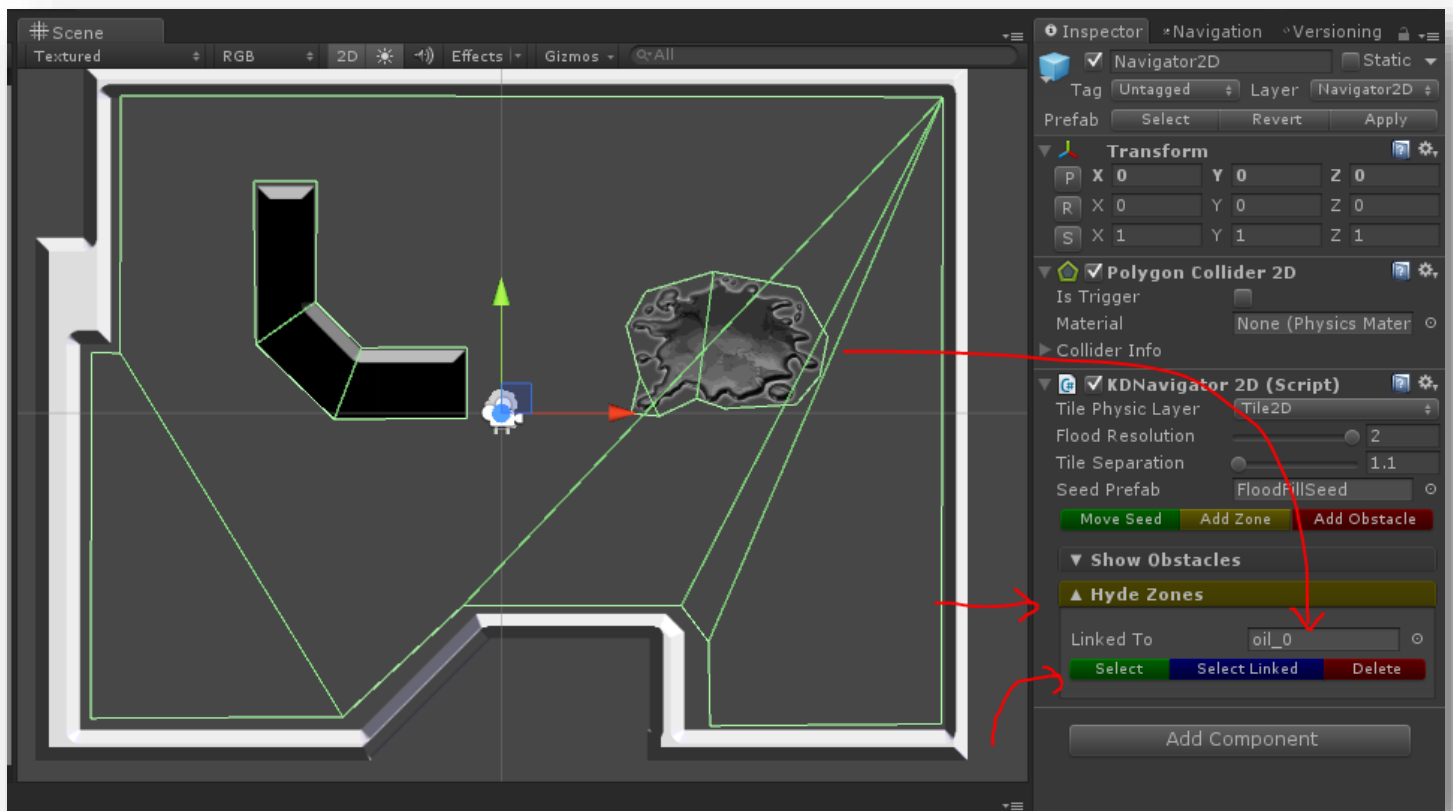 Scene
Textured RGB 2D Effects Gizmos All
Inspector Navigation Versioning
Navigator2D Static
Tag Untagged Layer Navigator2D
Prefab Select Revert Apply
Transform
P X 0 Y 0 Z 0
R X 0 Y 0 Z 0
S X 1 Y 1 Z 1
Polygon Collider 2D
Is Trigger
Material None (Physics Mater
Collider Info
KDNavigator 2D (Script)
Tile Physic Layer Tile2D
Flood Resolution 2
Tile Separation 1.1
Seed Prefab FloodFillSeed
Move Seed Add Zone Add Obstacle
▼ Show Obstacles
▲ Hyde Zones
Linked To oil_0
Select Select Linked Delete
Add Component